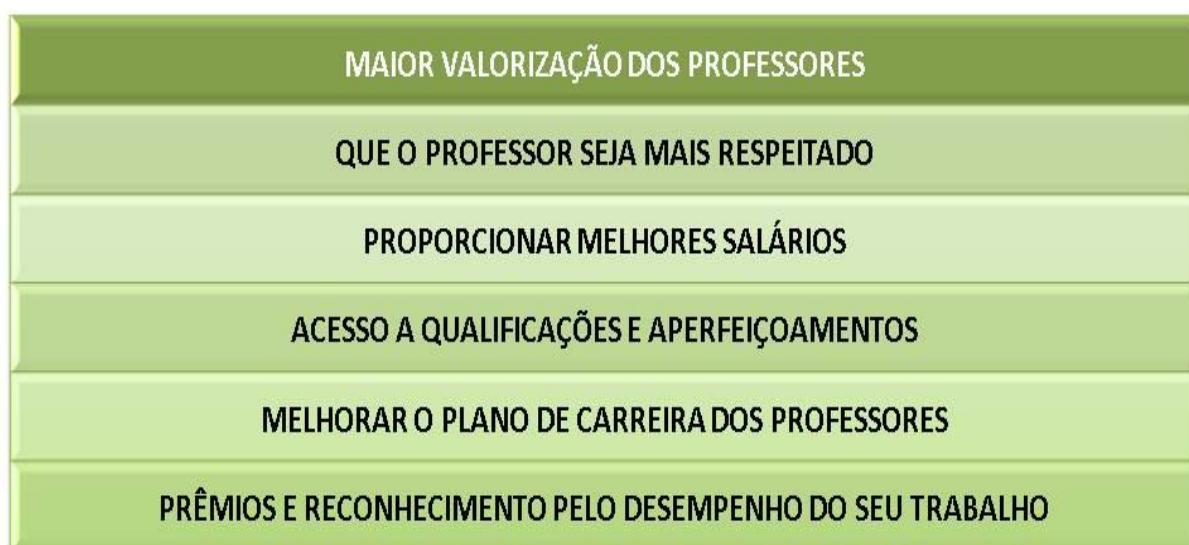 MAIOR VALORIZAÇÃO DOS PROFESSORES
QUE O PROFESSOR SEJA MAIS RESPEITADO
PROPORCIONAR MELHORES SALÁRIOS
ACESSO A QUALIFICAÇÕES E APERFEIÇOAMENTOS
MELHORAR O PLANO DE CARREIRA DOS PROFESSORES
PRÊMIOS E RECONHECIMENTO PELO DESEMPENHO DO SEU TRABALHO